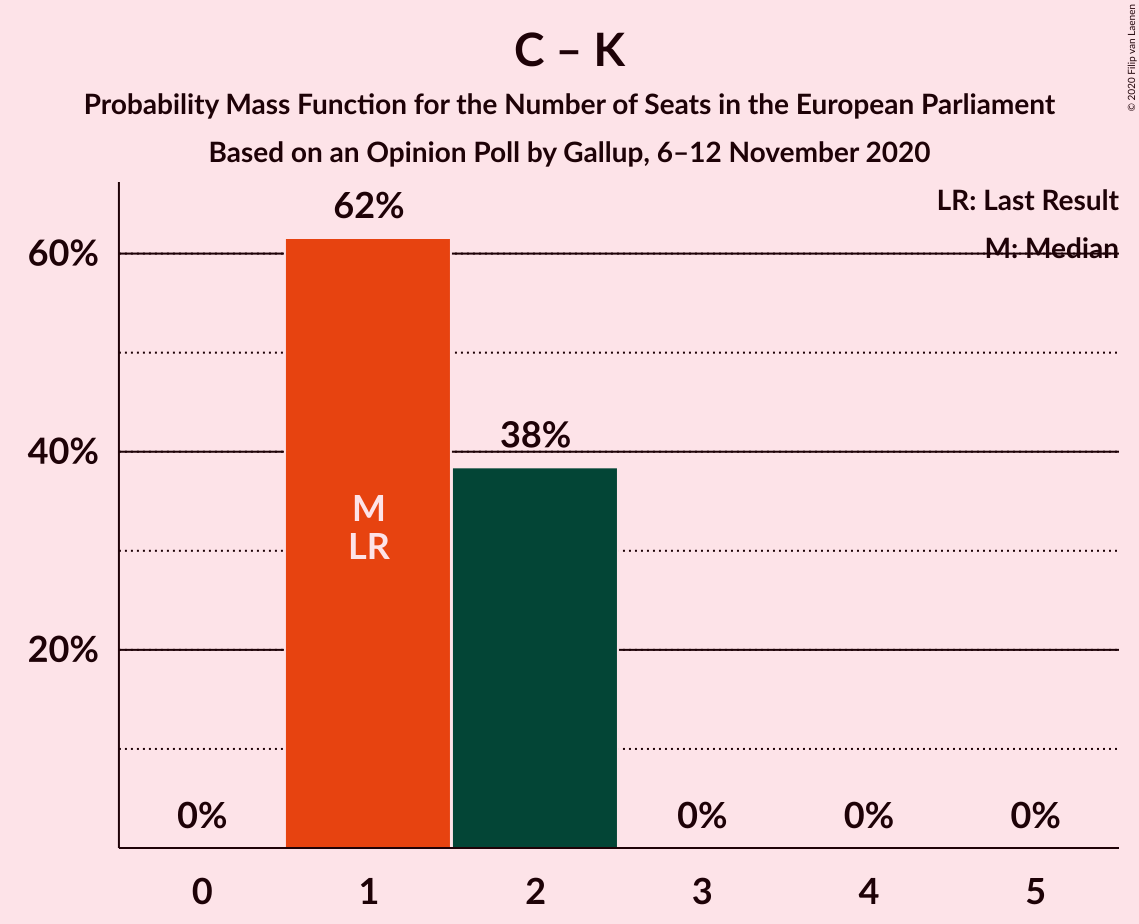 C – K
Probability Mass Function for the Number of Seats in the European Parliament
Based on an Opinion Poll by Gallup, 6–12 November 2020
© 2020 Filip van Laenen
LR: Last Result
M: Median
62%
60%
38%
40%
M
LR
20%
0%
0%
0%
0%
0
1
2
3
4
5